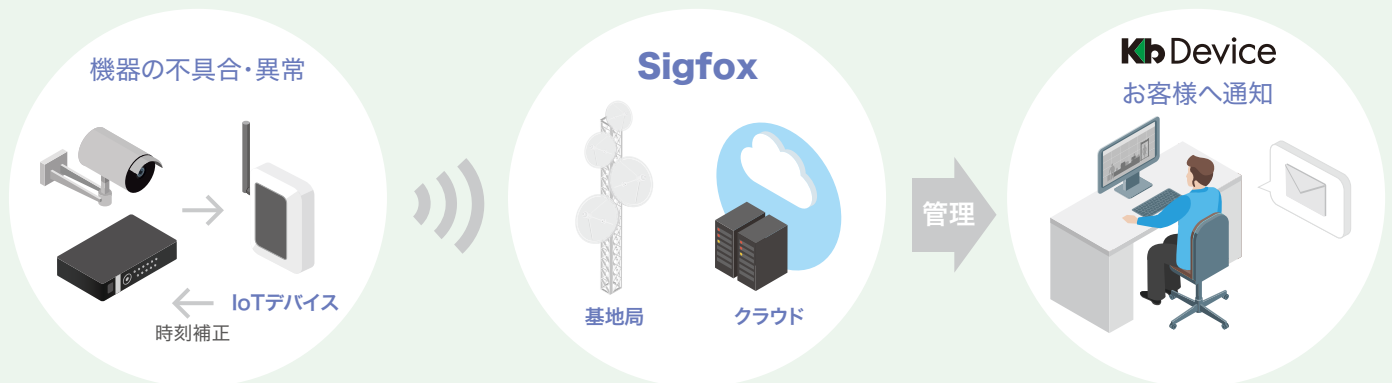 機器の不具合・異常
IoTデバイス
時刻補正
Sigfox
基地局
クラウド
管理
Kb Device
お客様へ通知